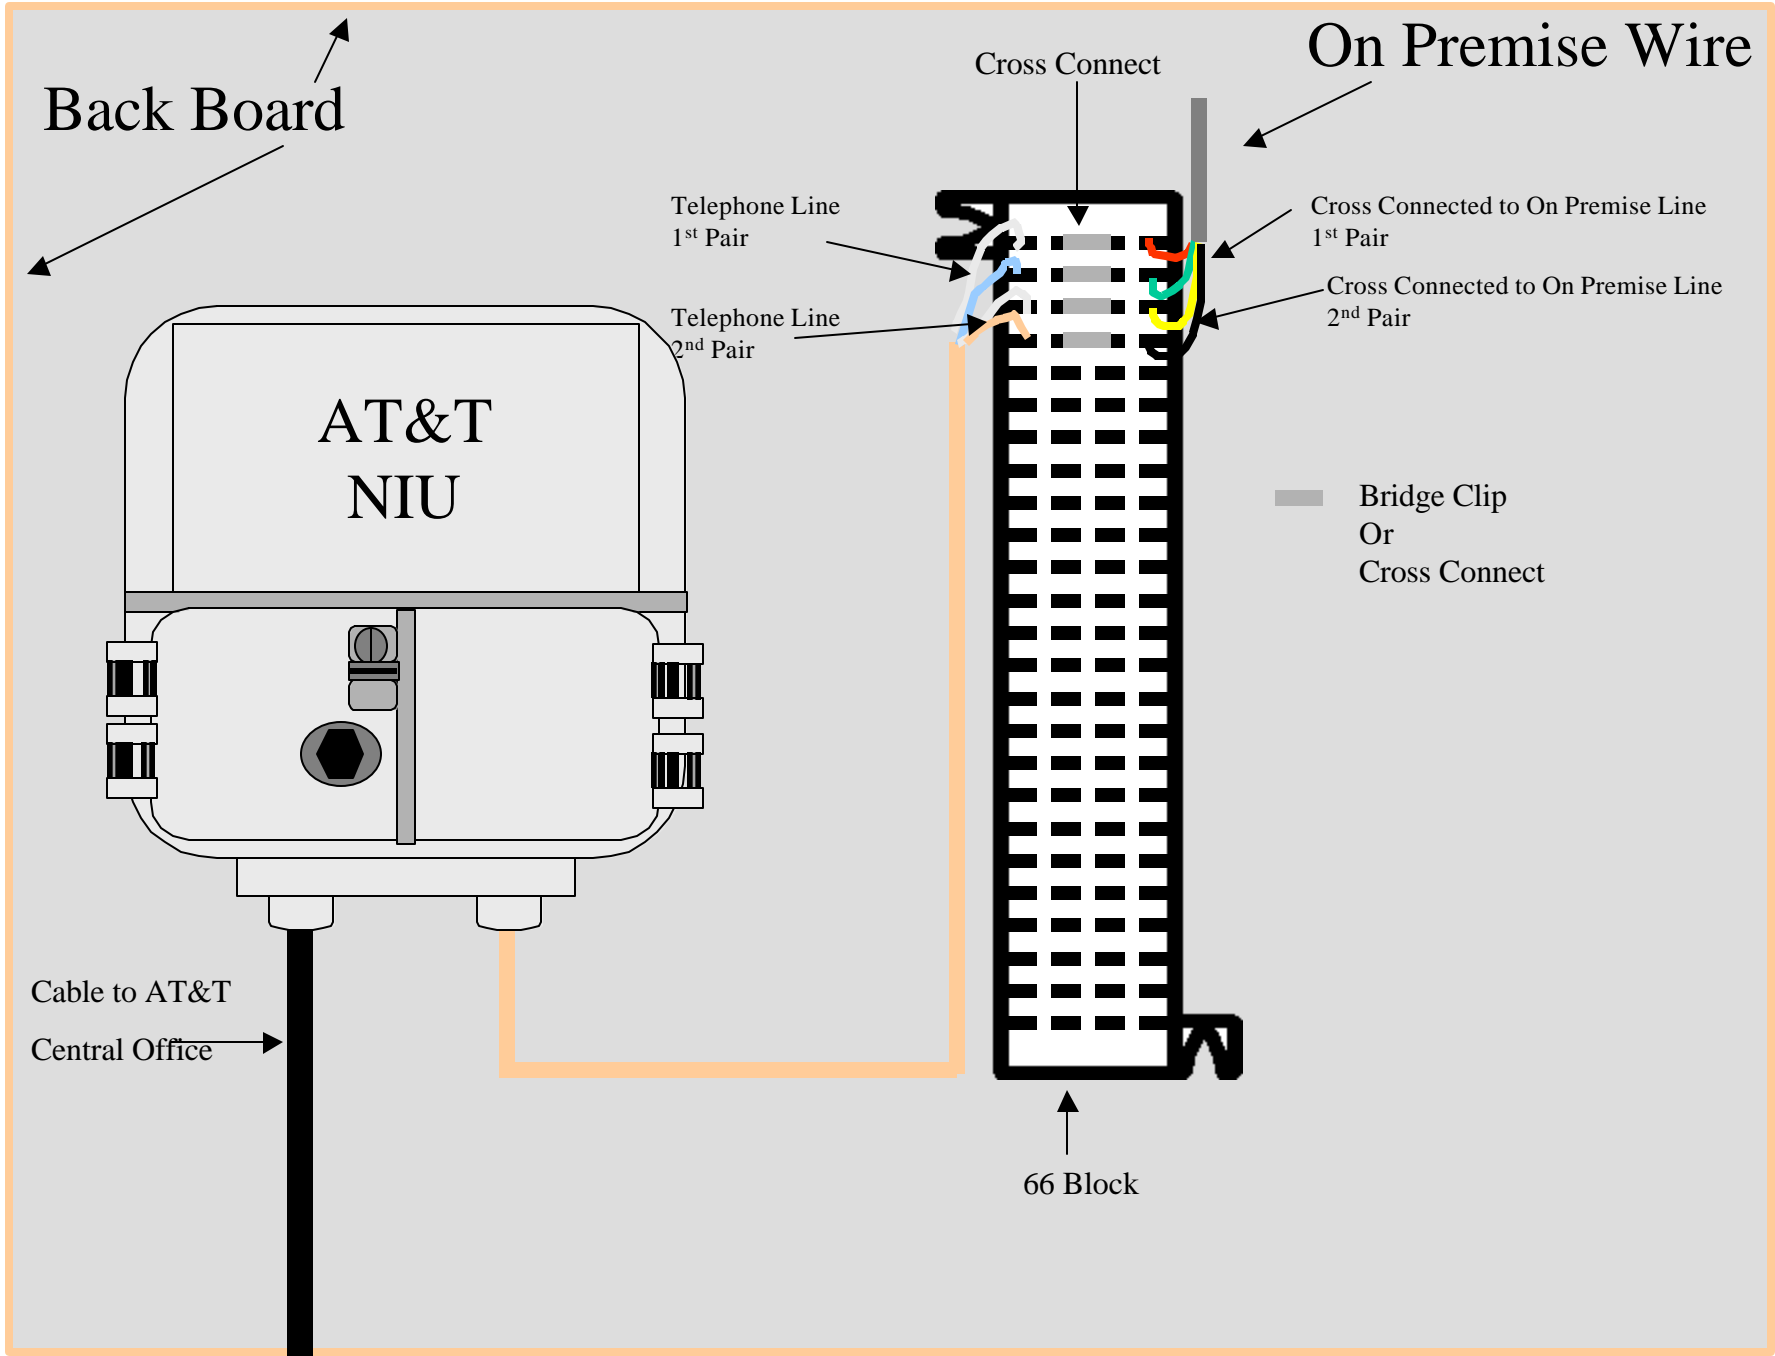 On Premise Wire
Cross Connect
Back Board
Telephone Line
1st Pair
Cross Connected to On Premise Line
1st Pair
Cross Connected to On Premise Line
2nd Pair
Telephone Line
2nd Pair
AT&T
NIU
Bridge Clip
Or
Cross Connect
Cable to AT&T
Central Office
66 Block